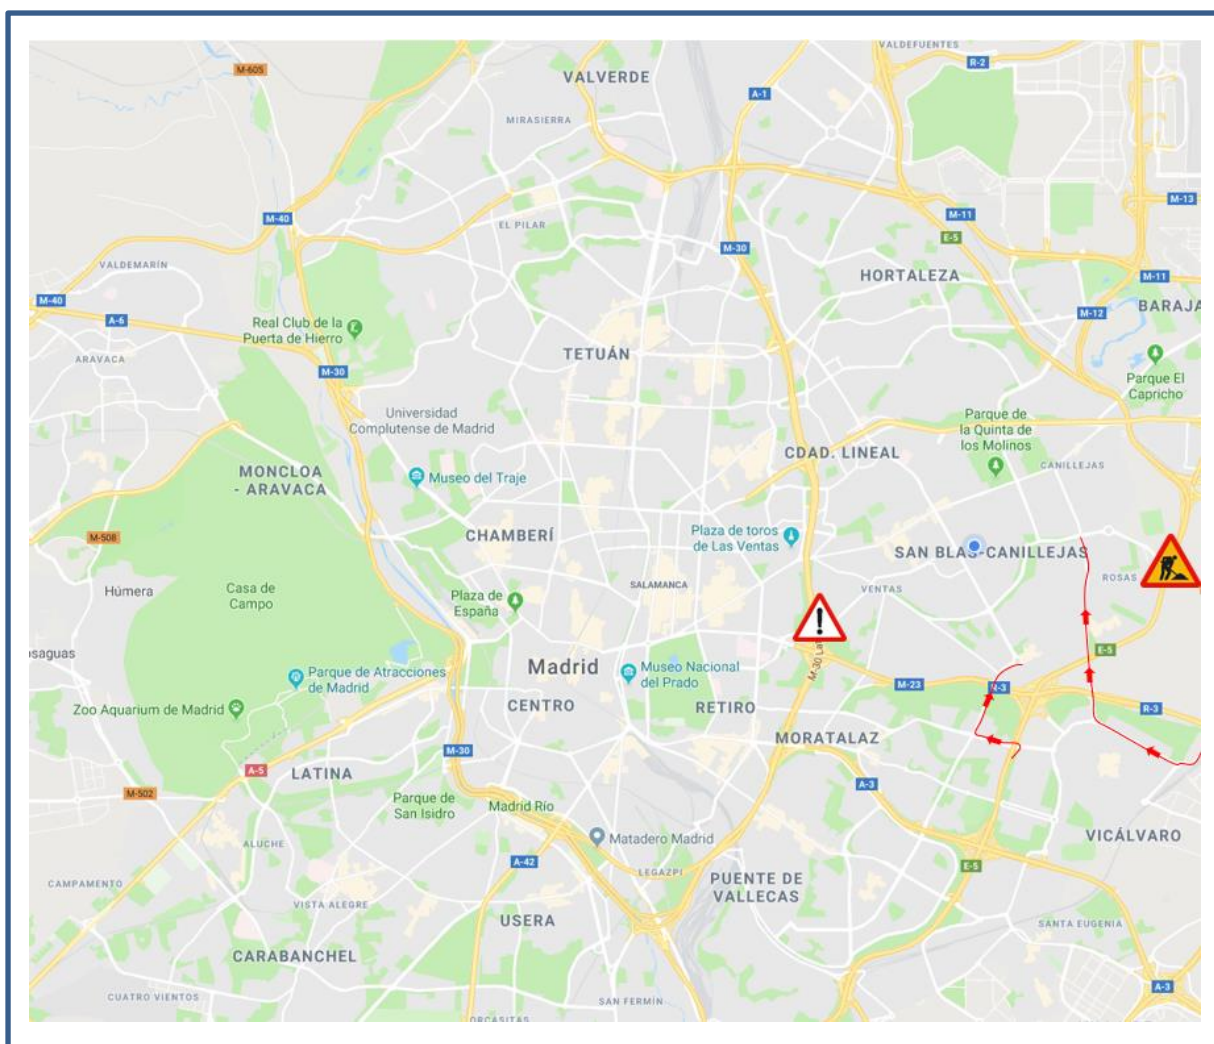 VALDEFUENTES
R-2
M-605
VALVERDE
A-1
MIRASIERRA
M-13
M-11
M-40
EL PILAR
E-5
M-30
VALDEMARÍN
HORTALEZA
M-11
M-40
BARAJA
A-6
M-12
Real Club de la
Puerta de Hierro
TETUÁN
ARAVACA
M-30
Parque El
Capricho
Universidad
Complutense de Madrid
Parque de
la Quinta de
los Molinos
CDAD. LINEAL
CANILLEJAS
MONCLOA
- ARAVACA
Museo del Traje
CHAMBERÍ
Plaza de toros
de Las Ventas
M-508
SAN BLAS-CANILLEJAS
ROSAS
Húmera
Casa de
Campo
SALAMANCA
VENTAS
Plaza de
España
!
osaguas
Madrid
M-30
E-5
Parque de Atracciones
de Madrid
Museo Nacional
del Prado
M-23
R-3
Zoo Aquarium de Madrid
CENTRO
RETIRO
R-3
MORATALAZ
M-30
A-5
LATINA
A-3
M-502
Parque de
San Isidro
Madrid Río
Matadero Madrid
VICÁLVARO
ALUCHE
A-42
LEGAZPI
E-5
CAMPAMENTO
PUENTE DE
VALLECAS
VISTA ALEGRE
USERA
SANTA EUGENIA
CARABANCHEL
A-3
CUATRO VIENTOS
SAN FERMÍN
ORCASITAS